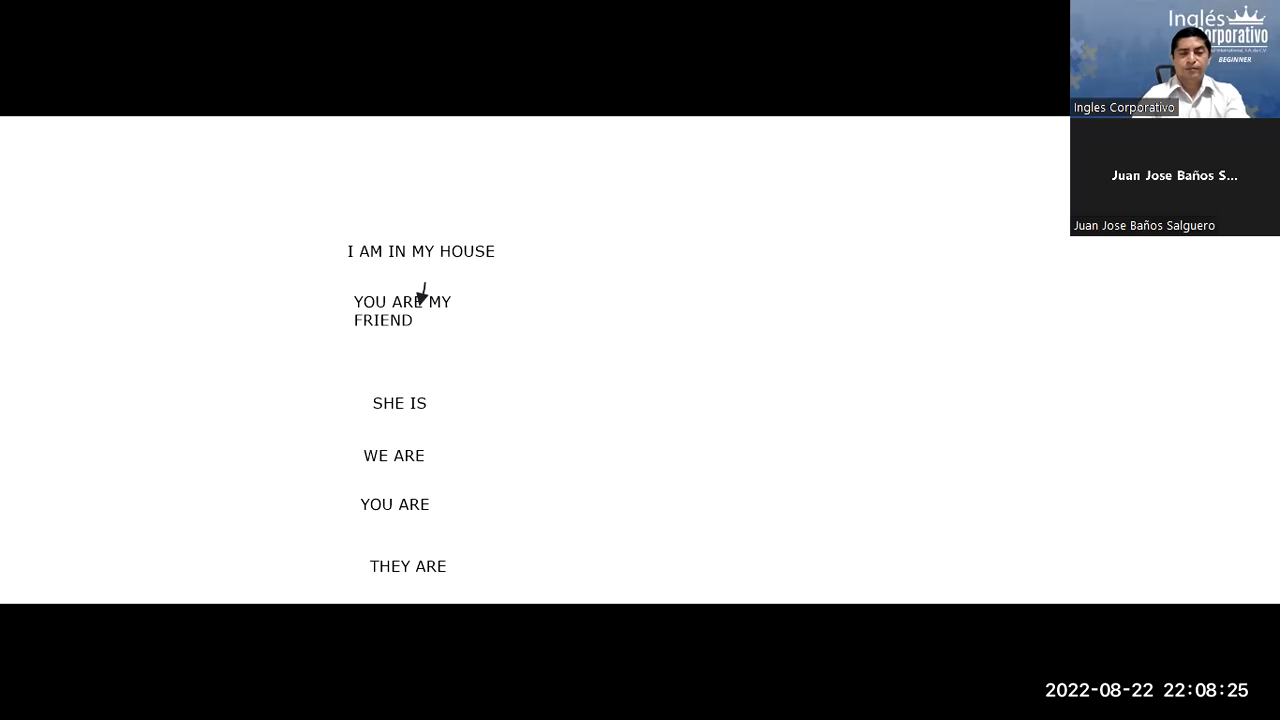 Inglés
Corporativo
BEGINNER
Ingles Corporativo
Juan Jose Baños S...
Juan Jose Baños Salguero
I AM IN MY HOUSE
YOU ARE MY
FRIEND
SHE IS
WE ARE
YOU ARE
THEY ARE
2022-08-22 22:08:25